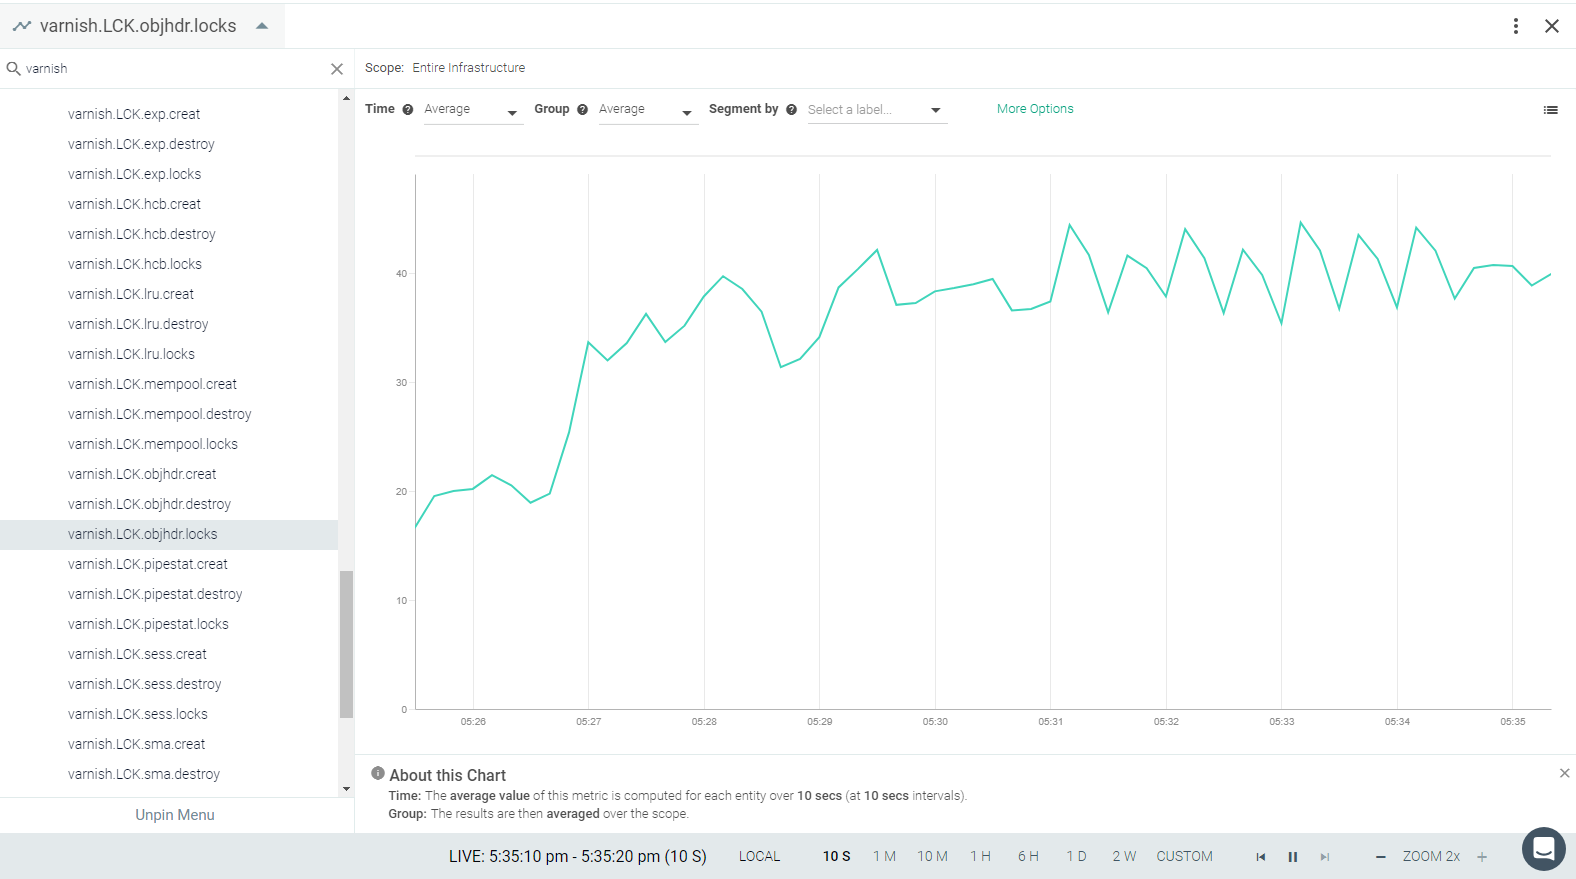 varnish.LCK.objhdr.locks
varnish
Scope: Entire Infrastructure
Time Average Group Average Segment by Select a label... More Options
varnish.LCK.exp.creat
varnish.LCK.exp.destroy
varnish.LCK.exp.locks
varnish.LCK.hcb.creat
varnish.LCK.hcb.destroy
varnish.LCK.hcb.locks
varnish.LCK.lru.creat
varnish.LCK.lru.destroy
varnish.LCK.lru.locks
varnish.LCK.mempool.creat
varnish.LCK.mempool.destroy
varnish.LCK.mempool.locks
varnish.LCK.objhdr.creat
varnish.LCK.objhdr.destroy
varnish.LCK.objhdr.locks
varnish.LCK.pipestat.creat
varnish.LCK.pipestat.destroy
varnish.LCK.pipestat.locks
varnish.LCK.sess.creat
varnish.LCK.sess.destroy
varnish.LCK.sess.locks
varnish.LCK.sma.creat
varnish.LCK.sma.destroy
Unpin Menu
40
30
20
10
0
05:26 05:27 05:28 05:29 05:30 05:31 05:32 05:33 05:34 05:35
About this Chart
Time: The average value of this metric is computed for each entity over 10 secs (at 10 secs intervals).
Group: The results are then averaged over the scope.
LIVE: 5:35:10 pm - 5:35:20 pm (10 S) LOCAL 10 S 1 M 10 M 1 H 6 H 1 D 2 W CUSTOM ZOOM 2x